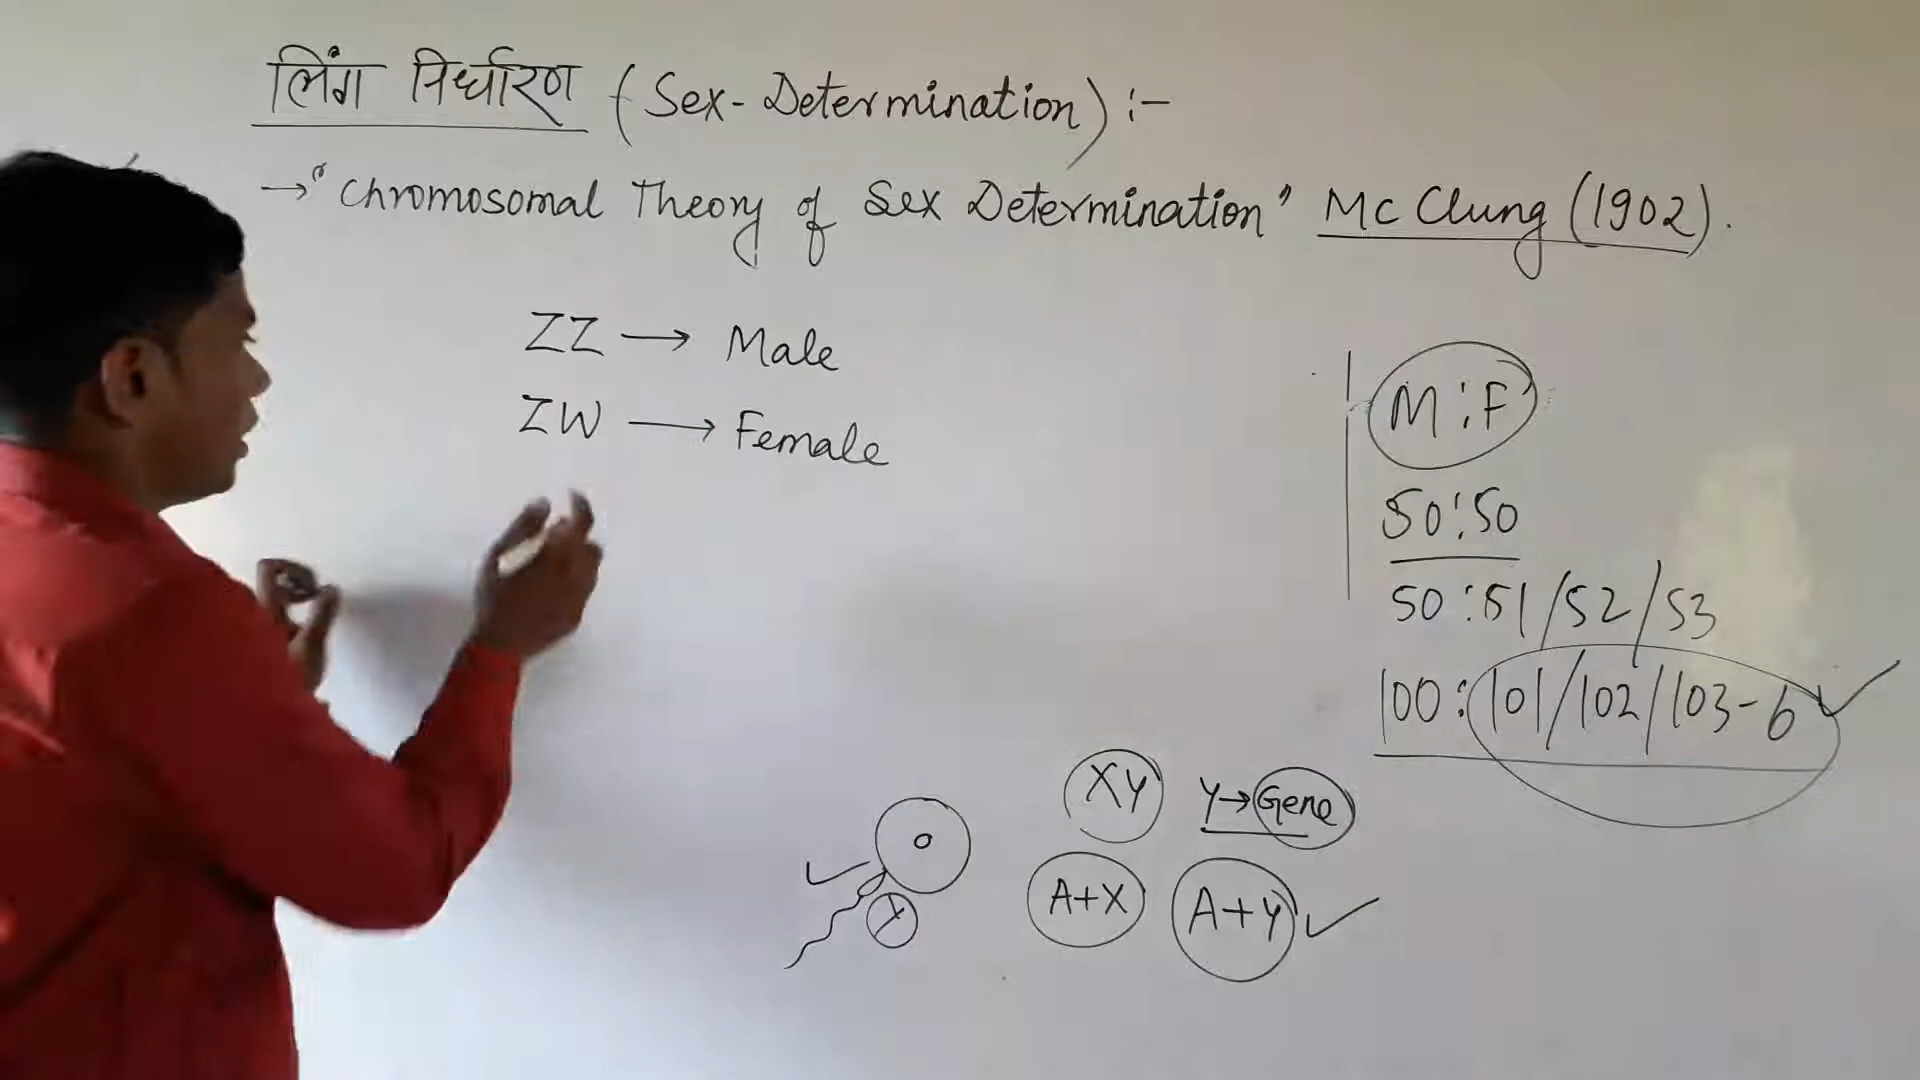 लिंग निर्धारण (Sex-Determination) :-
→ "Chromosomal Theory of Sex Determination" Mc Clung (1902).
ZZ → Male
ZW → Female
M:F
50:50
50:51/52/53
100:101/102/103-6
XY Y→Gene
A+X A+Y
Y